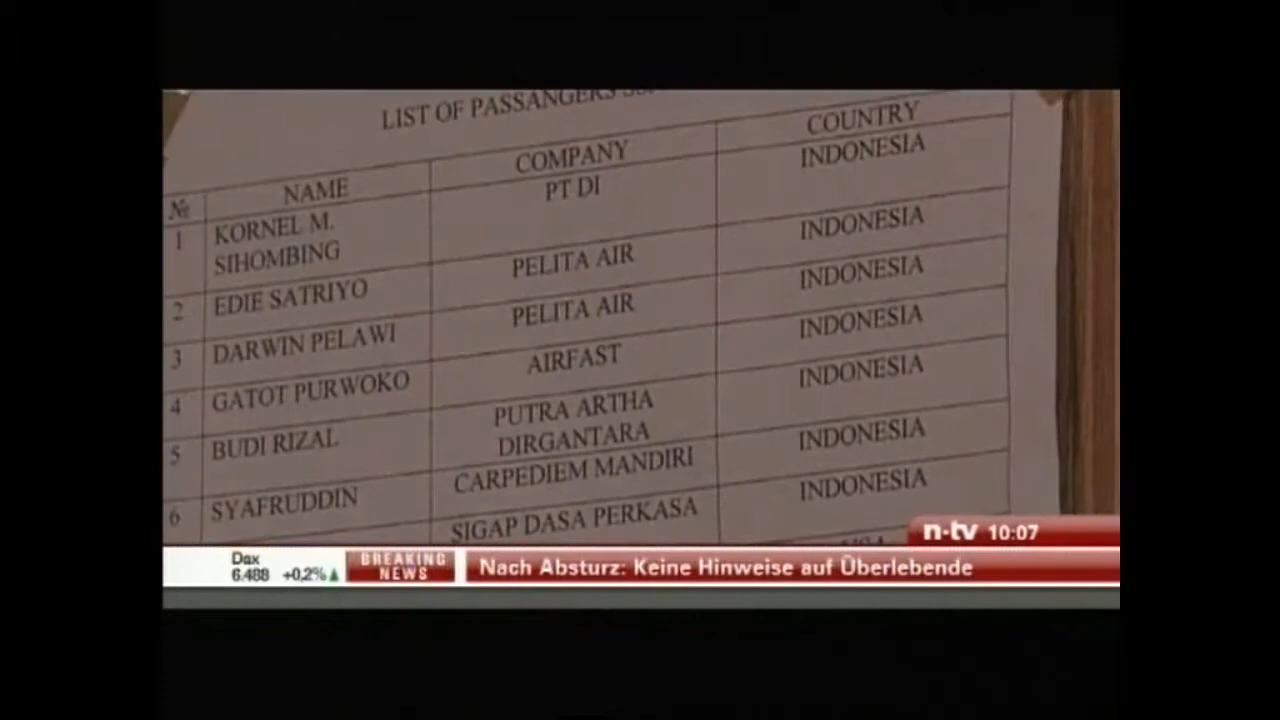 LIST OF PASSANGERS
№ NAME COMPANY COUNTRY
1 KORNEL M. SIHOMBING PT DI INDONESIA
2 EDIE SATRIYO PELITA AIR INDONESIA
3 DARWIN PELAWI PELITA AIR INDONESIA
4 GATOT PURWOKO AIRFAST INDONESIA
5 BUDI RIZAL PUTRA ARTHA DIRGANTARA INDONESIA
6 SYAFRUDDIN CARPEDIEM MANDIRI INDONESIA
SIGAP DASA PERKASA INDONESIA
n-tv 10:07
Dax
6.488 +0,2%
BREAKING NEWS
Nach Absturz: Keine Hinweise auf Überlebende